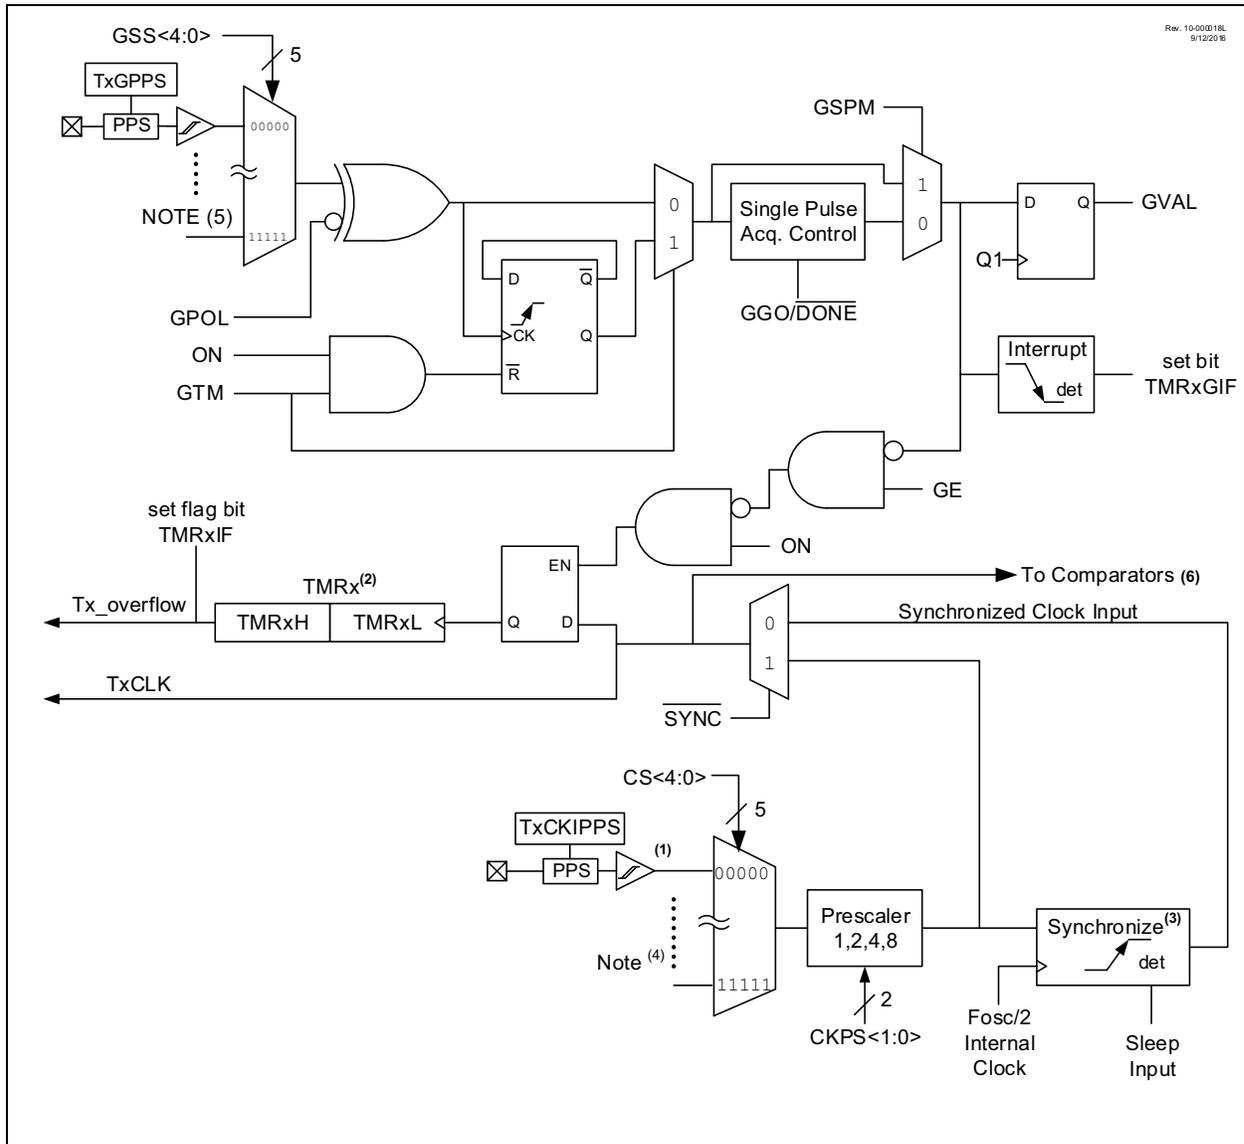 Rev. 10-000018L
9/12/2016
GSS<4:0>
5
TxGPPS
PPS
00000
NOTE (5)
11111
GPOL
ON
GTM
D
Q
CK
Q
R
0
1
Single Pulse
Acq. Control
GGO/DONE
GSPM
1
0
D
Q
Q1
GVAL
Interrupt
det
set bit
TMRxGIF
GE
ON
set flag bit
TMRxIF
TMRx(2)
Tx_overflow
TMRxH
TMRxL
EN
Q
D
TxCLK
To Comparators (6)
Synchronized Clock Input
0
1
SYNC
CS<4:0>
5
TxCKIPPS
PPS
(1)
00000
Note (4)
11111
Prescaler
1,2,4,8
2
CKPS<1:0>
Synchronize(3)
det
Fosc/2
Internal
Clock
Sleep
Input